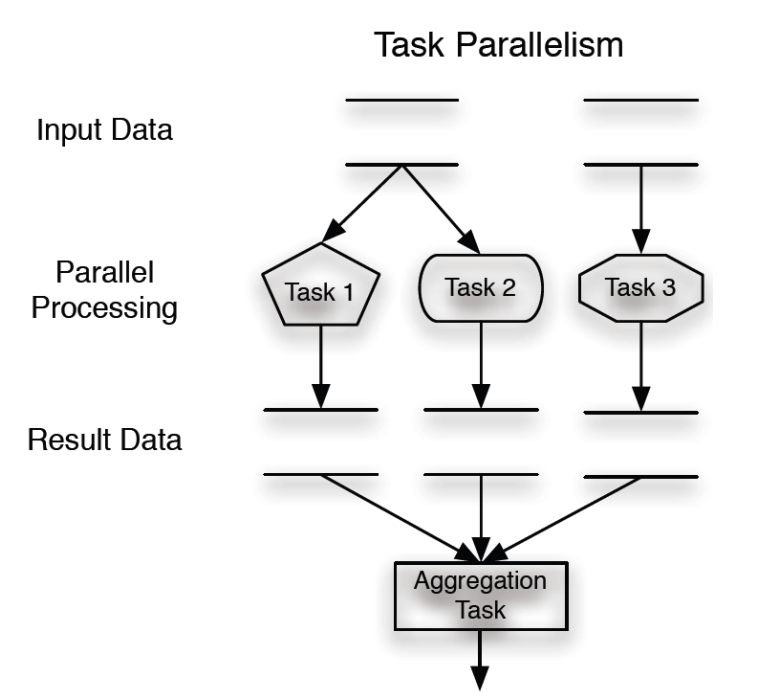 Task Parallelism
Input Data
Parallel
Processing
Task 1
Task 2
Task 3
Result Data
Aggregation
Task